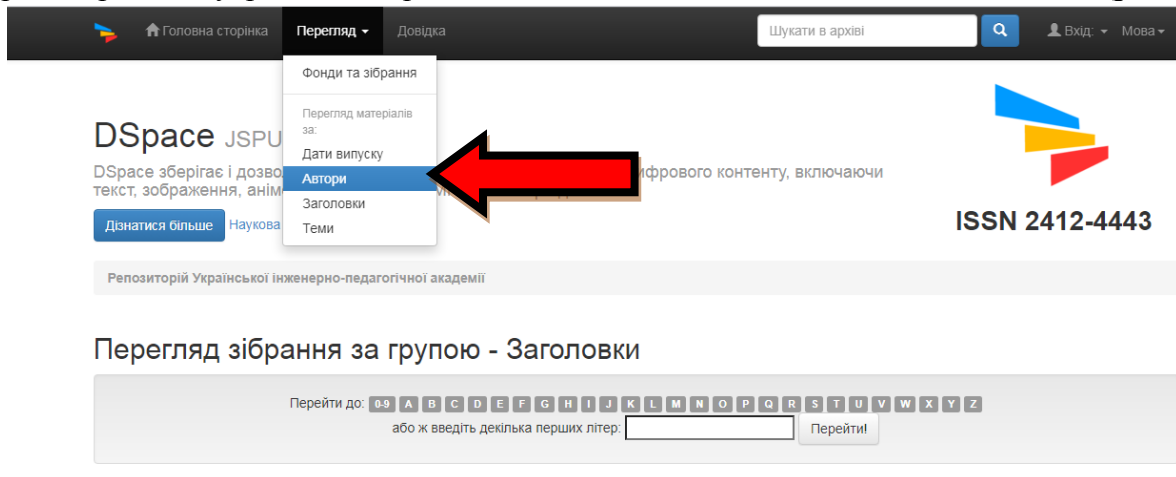 Головна сторінка Перегляд Довідка Шукати в архіві Вхід: Мова
Фонди та зібрання
Перегляд матеріалів
за:
Дати випуску
Автори
Заголовки
Теми
DSpace JSPU
DSpace зберігає і дозво ифрового контенту, включаючи
текст, зображення, анім
Дізнатися більше Наукова
ISSN 2412-4443
Репозиторій Української інженерно-педагогічної академії
Перегляд зібрання за групою - Заголовки
Перейти до: 0-9 A B C D E F G H I J K L M N O P Q R S T U V W X Y Z
або ж введіть декілька перших літер: Перейти!